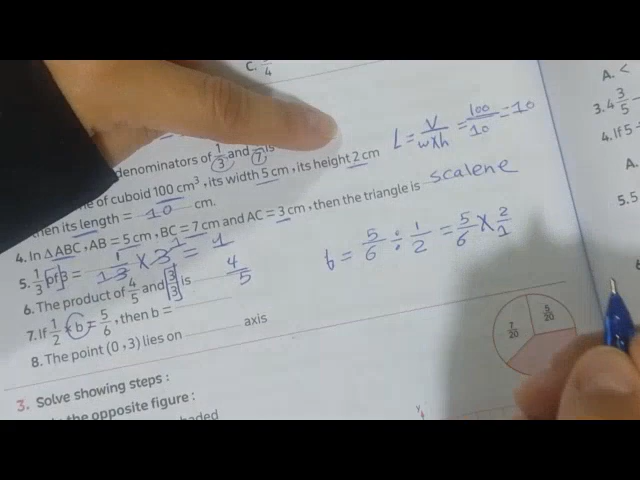 C. 4
A. <
3. 4 3/5 -
4. If 5
A.
5. 5
denominators of 1/3 and /7 is
e of cuboid 100 cm³, its width 5 cm, its height 2 cm
then its length = 10 cm.
L = V/wxh = 100/10 = 10
4. In ΔABC, AB = 5 cm, BC = 7 cm and AC = 3 cm, then the triangle is scalene
5. 1/3 of 3 = 1/13 × 3 1 = 1
6. The product of 4/5 and 3/3 is 4/5
7. If 1/2 × b = 5/6, then b =
b = 5/6 ÷ 1/2 = 5/6 × 2/1
8. The point (0, 3) lies on axis
7/20 5/20
3. Solve showing steps :
the opposite figure :
haded
y